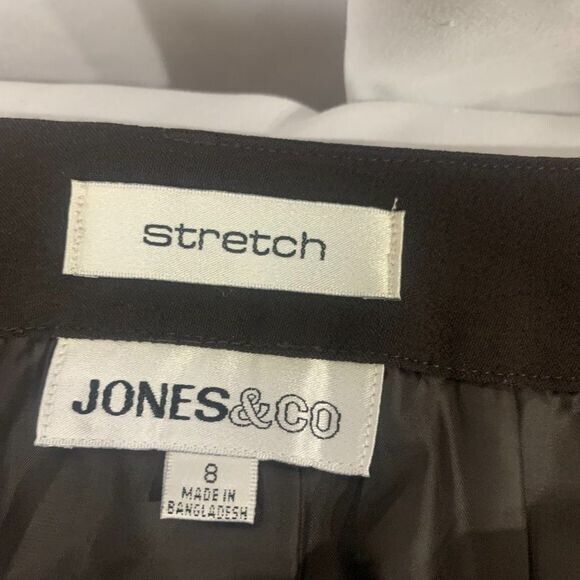 stretch
JONES&CO
8
MADE IN
BANGLADESH